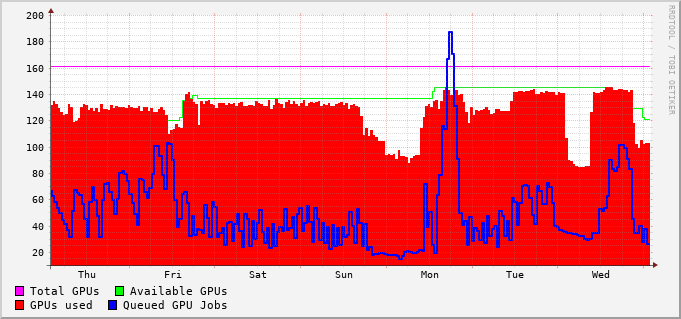 200
180
160
140
120
100
80
60
40
20
Thu Fri Sat Sun Mon Tue Wed
RRDTOOL / TOBI OETIKER
Total GPUs Available GPUs
GPUs used Queued GPU Jobs